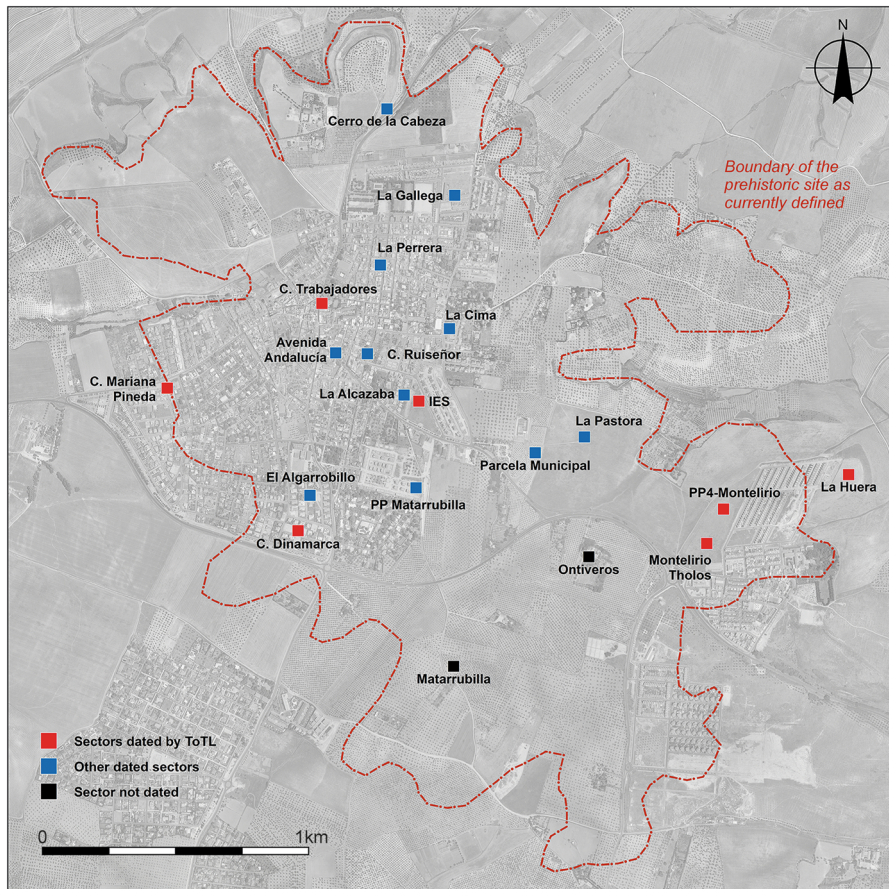 N
Cerro de la Cabeza
Boundary of the
prehistoric site as
currently defined
La Gallega
La Perrera
C. Trabajadores
La Cima
Avenida
Andalucía
C. Ruiseñor
C. Mariana
Pineda
La Alcazaba
IES
La Pastora
Parcela Municipal
El Algarrobillo
PP Matarrubilla
PP4-Montelirio
La Huera
C. Dinamarca
Ontiveros
Montelirio
Tholos
Matarrubilla
Sectors dated by ToTL
Other dated sectors
Sector not dated
0 1km